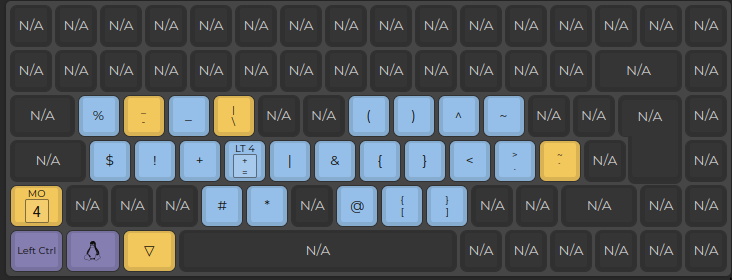 N/A N/A N/A N/A N/A N/A N/A N/A N/A N/A N/A N/A N/A N/A N/A N/A
N/A N/A N/A N/A N/A N/A N/A N/A N/A N/A N/A N/A N/A N/A N/A
N/A % _ - _ | \ N/A N/A ( ) ^ ~ N/A N/A N/A N/A
N/A $ ! + LT 4 + = | & { } < > . ~ ` N/A N/A
MO 4 N/A N/A N/A # * N/A @ { [ } ] N/A N/A N/A N/A N/A
Left Ctrl ▽ N/A N/A N/A N/A N/A N/A N/A